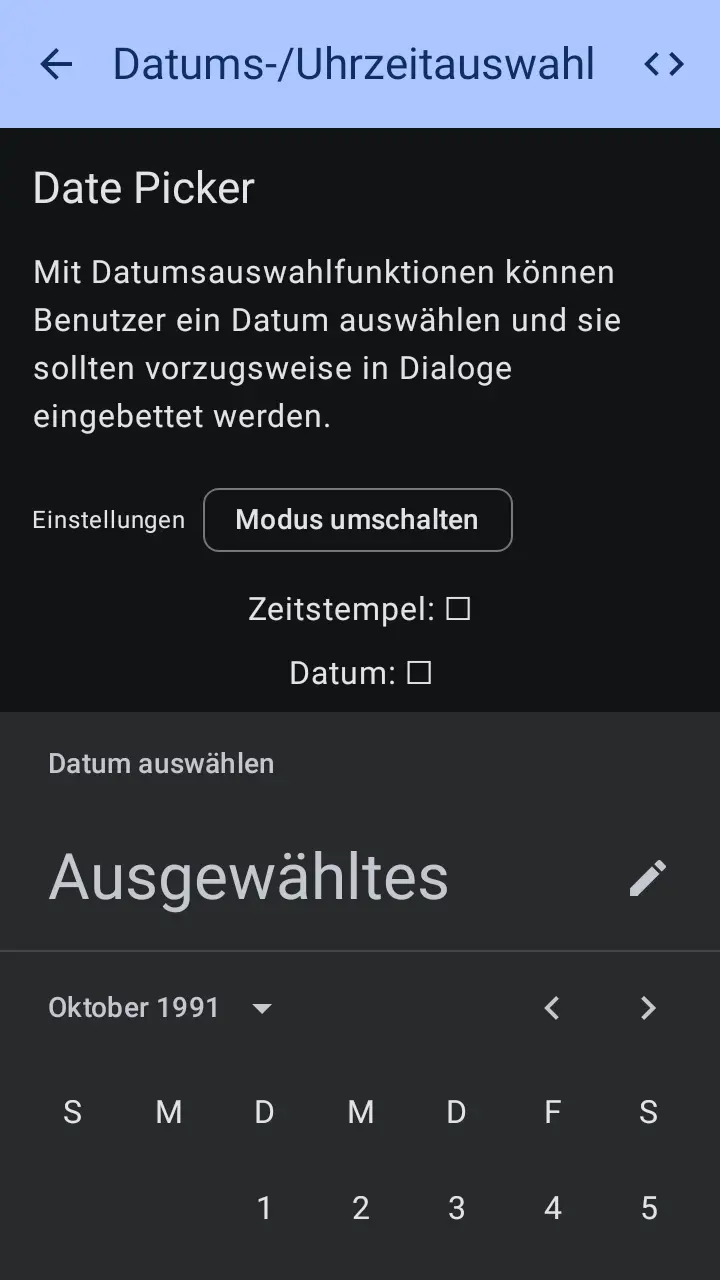 Datums-/Uhrzeitauswahl
Date Picker
Mit Datumsauswahlfunktionen können
Benutzer ein Datum auswählen und sie
sollten vorzugsweise in Dialoge
eingebettet werden.
Einstellungen Modus umschalten
Zeitstempel: □
Datum: □
Datum auswählen
Ausgewähltes
Oktober 1991
S M D M D F S
1 2 3 4 5